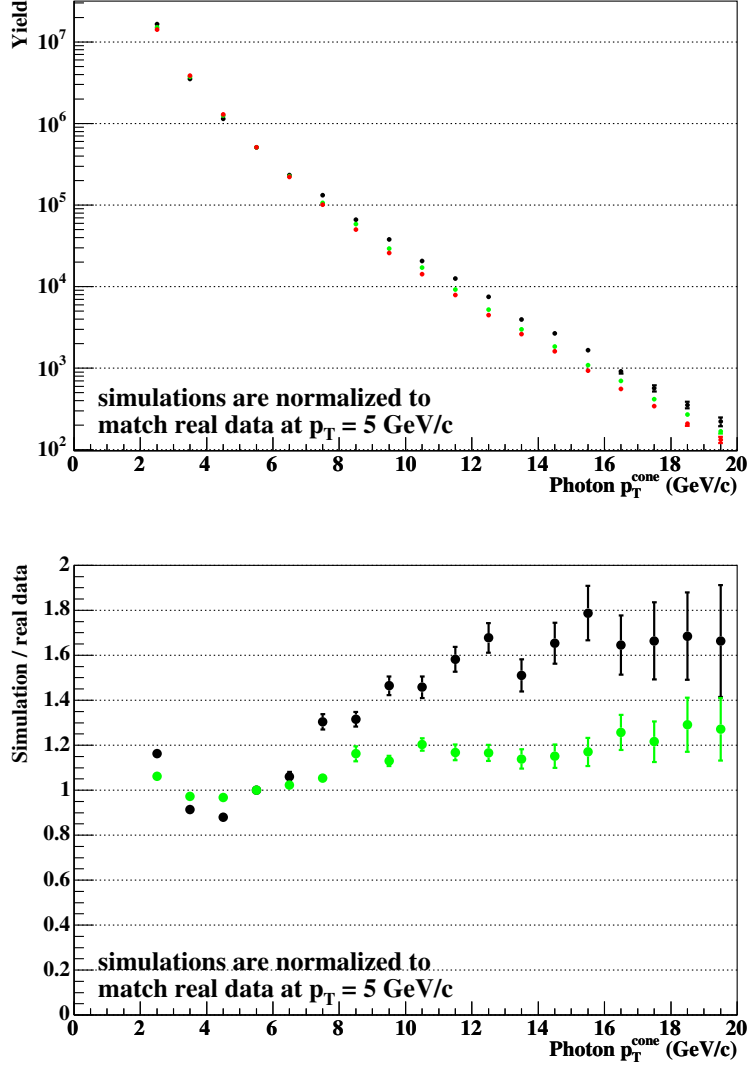 Yield
10^7
10^6
10^5
10^4
10^3
10^2
simulations are normalized to
match real data at p_T = 5 GeV/c
0 2 4 6 8 10 12 14 16 18 20
Photon p_T^cone (GeV/c)
Simulation / real data
2
1.8
1.6
1.4
1.2
1
0.8
0.6
0.4
0.2
0
simulations are normalized to
match real data at p_T = 5 GeV/c
0 2 4 6 8 10 12 14 16 18 20
Photon p_T^cone (GeV/c)